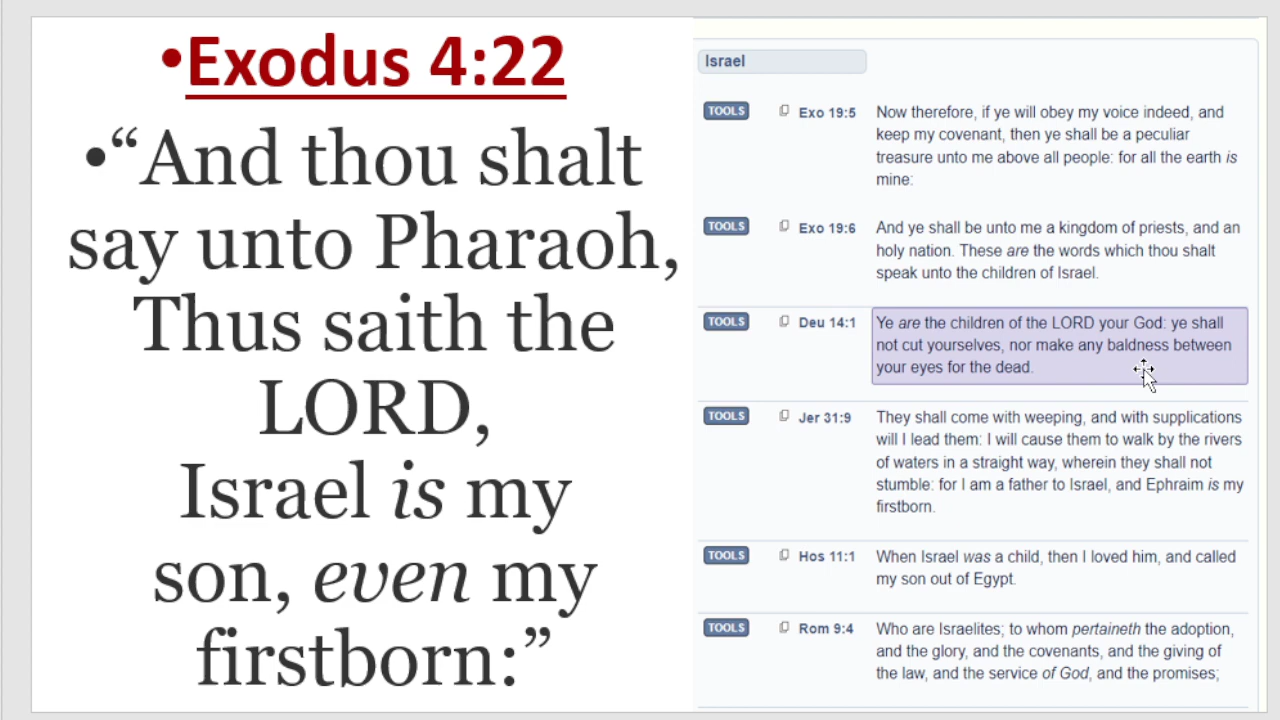 •Exodus 4:22
•“And thou shalt
say unto Pharaoh,
Thus saith the
LORD,
Israel is my
son, even my
firstborn:”
Israel
TOOLS Exo 19:5 Now therefore, if ye will obey my voice indeed, and
keep my covenant, then ye shall be a peculiar
treasure unto me above all people: for all the earth is
mine:
TOOLS Exo 19:6 And ye shall be unto me a kingdom of priests, and an
holy nation. These are the words which thou shalt
speak unto the children of Israel.
TOOLS Deu 14:1 Ye are the children of the LORD your God: ye shall
not cut yourselves, nor make any baldness between
your eyes for the dead.
TOOLS Jer 31:9 They shall come with weeping, and with supplications
will I lead them: I will cause them to walk by the rivers
of waters in a straight way, wherein they shall not
stumble: for I am a father to Israel, and Ephraim is my
firstborn.
TOOLS Hos 11:1 When Israel was a child, then I loved him, and called
my son out of Egypt.
TOOLS Rom 9:4 Who are Israelites; to whom pertaineth the adoption,
and the glory, and the covenants, and the giving of
the law, and the service of God, and the promises;